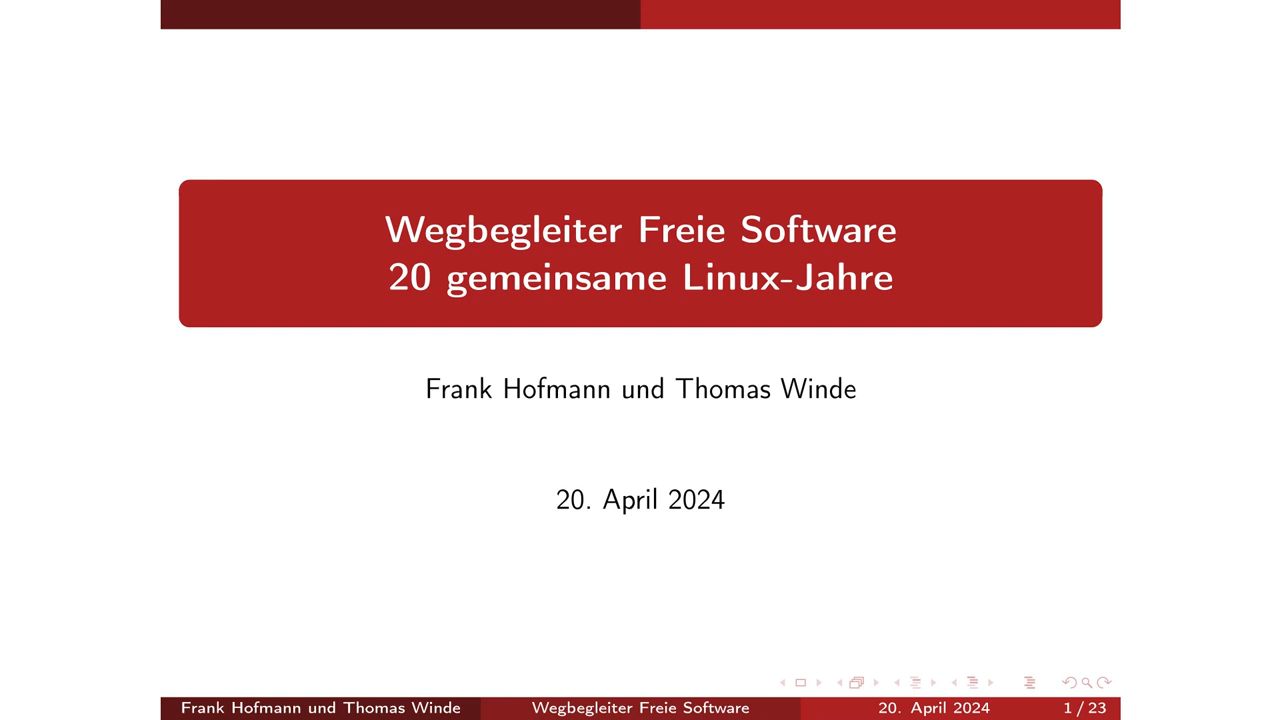 Wegbegleiter Freie Software
20 gemeinsame Linux-Jahre
Frank Hofmann und Thomas Winde
20. April 2024
Frank Hofmann und Thomas Winde
Wegbegleiter Freie Software
20. April 2024
1 / 23